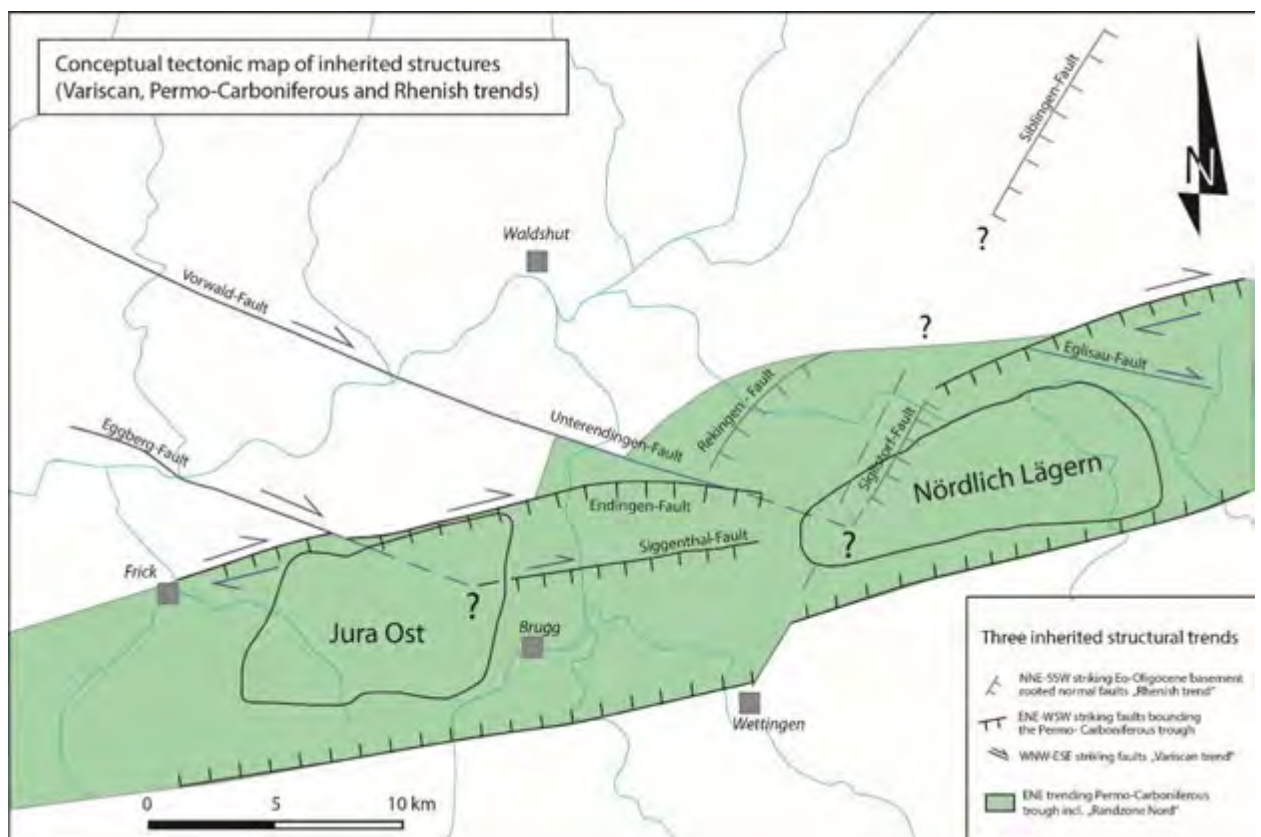 Conceptual tectonic map of inherited structures
(Variscan, Permo-Carboniferous and Rhenish trends)
Siblingen-Fault
N
?
Waldshut
Vorwald-Fault
?
Eglisau-Fault
Rekingen-Fault
Unterendingen-Fault
Siglistorf-Fault
Eggberg-Fault
Nördlich Lägern
Endingen-Fault
Siggenthal-Fault
?
Frick
?
Jura Ost
Brugg
Wettingen
Three inherited structural trends
NNE-SSW striking Eo-Oligocene basement
rooted normal faults „Rhenish trend"
ENE-WSW striking faults bounding
the Permo- Carboniferous trough
WNW-ESE striking faults „Variscan trend"
ENE trending Permo-Carboniferous
trough incl. „Randzone Nord"
0 5 10 km